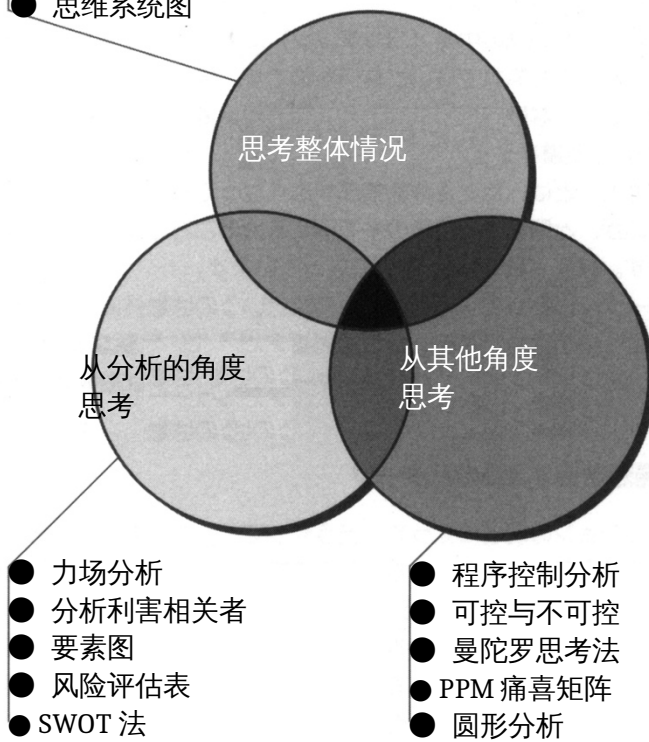 ● 思维系统图
思考整体情况
从分析的角度
思考
从其他角度
思考
● 力场分析
● 分析利害相关者
● 要素图
● 风险评估表
● SWOT 法
● 程序控制分析
● 可控与不可控
● 曼陀罗思考法
● PPM 痛喜矩阵
● 圆形分析